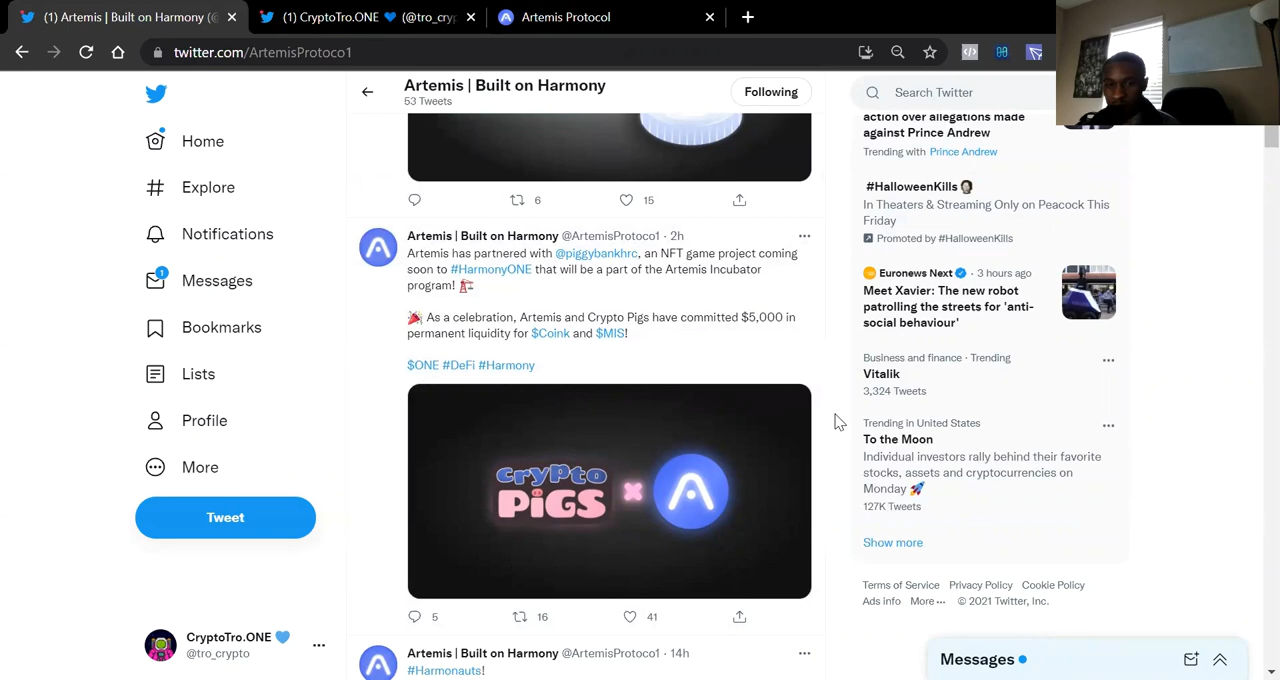 (1) Artemis | Built on Harmony (@
(1) CryptoTro.ONE 💙 (@tro_cryp
Artemis Protocol
twitter.com/ArtemisProtoco1
Home
Explore
Notifications
1
Messages
Bookmarks
Lists
Profile
More
Tweet
CryptoTro.ONE 💙
@tro_crypto
Artemis | Built on Harmony
53 Tweets
Following
6
15
Artemis | Built on Harmony @ArtemisProtoco1 · 2h
Artemis has partnered with @piggybankhrc, an NFT game project coming
soon to #HarmonyONE that will be a part of the Artemis Incubator
program! 🏗️
🎉 As a celebration, Artemis and Crypto Pigs have committed $5,000 in
permanent liquidity for $Coink and $MIS!
$ONE #DeFi #Harmony
crypto
PiGS
5
16
41
Artemis | Built on Harmony @ArtemisProtoco1 · 14h
#Harmonauts!
Search Twitter
action over allegations made
against Prince Andrew
Trending with Prince Andrew
#HalloweenKills
In Theaters & Streaming Only on Peacock This
Friday
Promoted by #HalloweenKills
Euronews Next · 3 hours ago
Meet Xavier: The new robot
patrolling the streets for 'anti-
social behaviour'
Business and finance · Trending
Vitalik
3,324 Tweets
Trending in United States
To the Moon
Individual investors rally behind their favorite
stocks, assets and cryptocurrencies on
Monday 🚀
127K Tweets
Show more
Terms of Service Privacy Policy Cookie Policy
Ads info More ··· © 2021 Twitter, Inc.
Messages